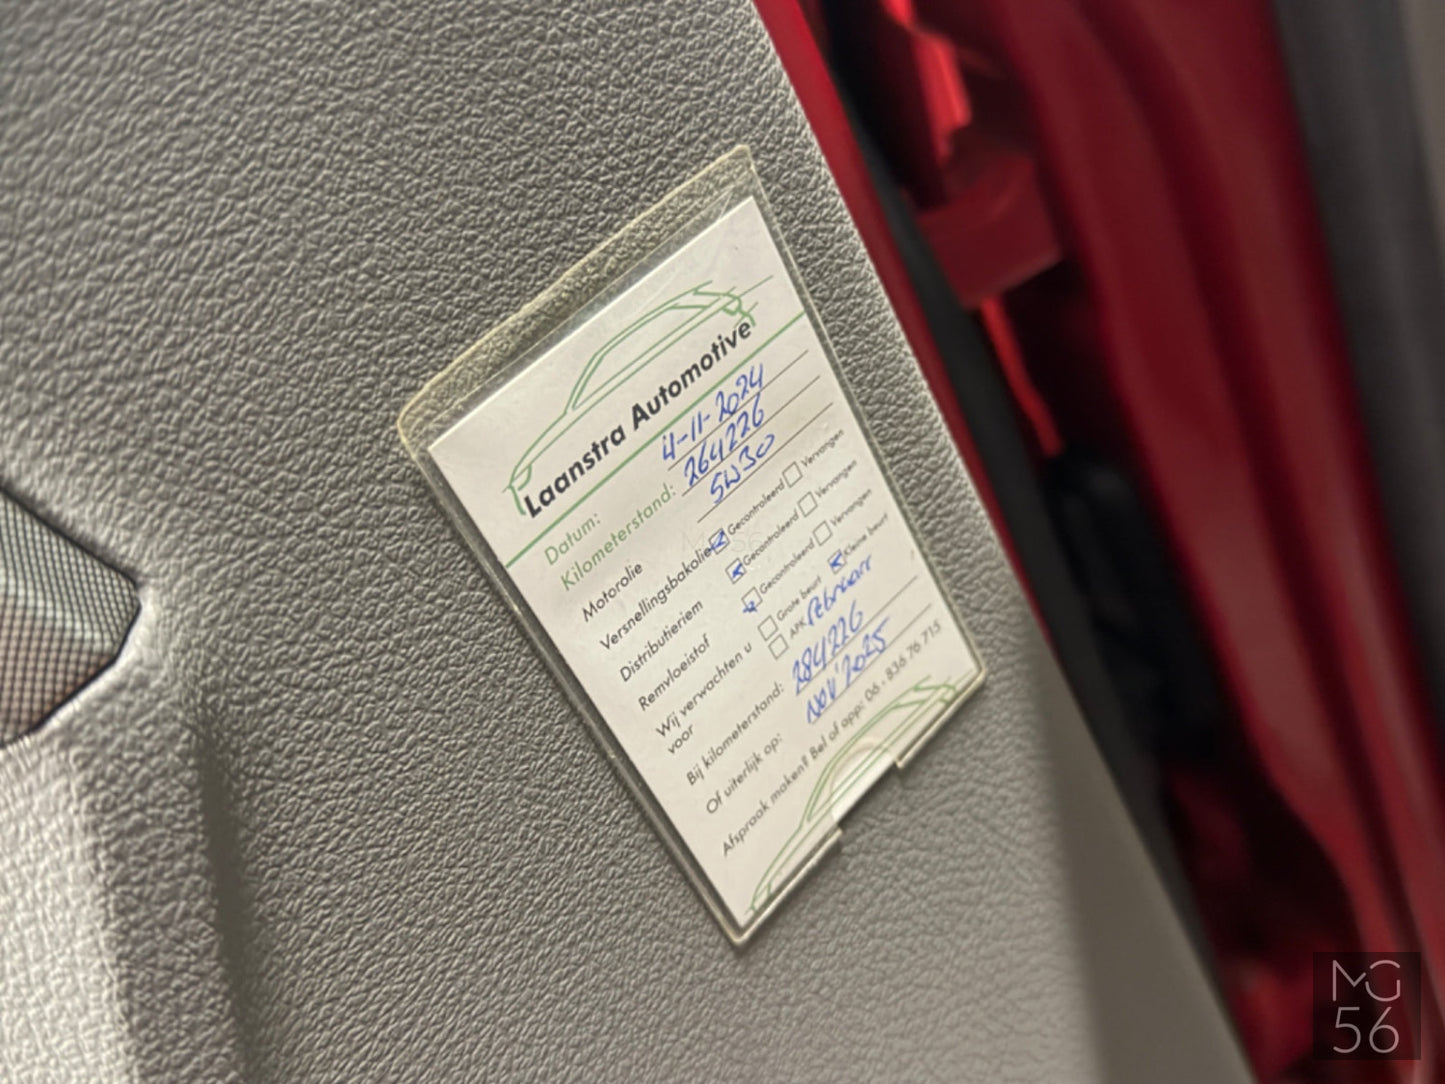 Laanstra Automotive
Datum: 4-11-2024
Kilometerstand: 264226
Motorolie 5W30
Versnellingsbakolie Gecontroleerd Vervangen
Distributieriem Gecontroleerd Vervangen
Remvloeistof Gecontroleerd Vervangen
Wij verwachten u Grote beurt Kleine beurt
voor APK Februari
Bij kilometerstand: 284226
Of uiterlijk op: Nov' 2025
Afspraak maken? Bel of app: 06 - 836 76 715
MG
56